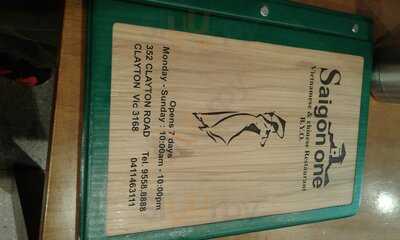 Saigon one
Vietnamese & chinese Restaurant
B.Y.O.
Opens 7 days
Monday - Sunday : 10:00am - 10:00pm
352 CLAYTON ROAD Tel. 9558.8888
CLAYTON Vic 3168 0411463111